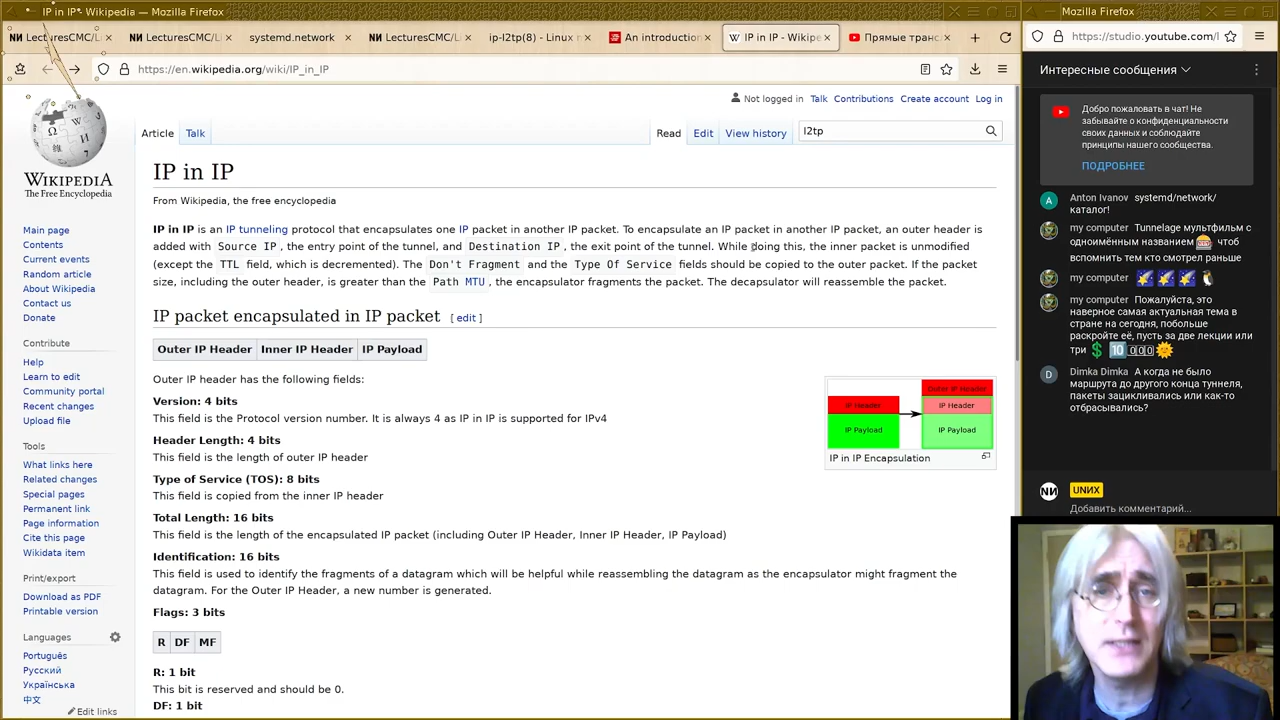 IP in IP - Wikipedia — Mozilla Firefox
Mozilla Firefox
LecturesCMC/L
LecturesCMC/L
systemd.network
LecturesCMC/L
ip-l2tp(8) - Linux m
An introduction
IP in IP - Wikipe
Прямые транс
https://en.wikipedia.org/wiki/IP_in_IP
https://studio.youtube.com/l
Not logged in Talk Contributions Create account Log in
Article Talk
Read Edit View history
l2tp
WIKIPEDIA
The Free Encyclopedia
Main page
Contents
Current events
Random article
About Wikipedia
Contact us
Donate
Contribute
Help
Learn to edit
Community portal
Recent changes
Upload file
Tools
What links here
Related changes
Special pages
Permanent link
Page information
Cite this page
Wikidata item
Print/export
Download as PDF
Printable version
Languages
Português
Русский
Українська
中文
Edit links
IP in IP
From Wikipedia, the free encyclopedia
IP in IP is an IP tunneling protocol that encapsulates one IP packet in another IP packet. To encapsulate an IP packet in another IP packet, an outer header is
added with Source IP , the entry point of the tunnel, and Destination IP , the exit point of the tunnel. While doing this, the inner packet is unmodified
(except the TTL field, which is decremented). The Don't Fragment and the Type Of Service fields should be copied to the outer packet. If the packet
size, including the outer header, is greater than the Path MTU , the encapsulator fragments the packet. The decapsulator will reassemble the packet.
IP packet encapsulated in IP packet [ edit ]
Outer IP Header Inner IP Header IP Payload
Outer IP header has the following fields:
Version: 4 bits
This field is the Protocol version number. It is always 4 as IP in IP is supported for IPv4
Header Length: 4 bits
This field is the length of outer IP header
Type of Service (TOS): 8 bits
This field is copied from the inner IP header
Total Length: 16 bits
This field is the length of the encapsulated IP packet (including Outer IP Header, Inner IP Header, IP Payload)
Identification: 16 bits
This field is used to identify the fragments of a datagram which will be helpful while reassembling the datagram as the encapsulator might fragment the
datagram. For the Outer IP Header, a new number is generated.
Flags: 3 bits
R DF MF
R: 1 bit
This bit is reserved and should be 0.
DF: 1 bit
Outer IP Header
IP Header
IP Header
IP Payload
IP Payload
IP in IP Encapsulation
Интересные сообщения
Добро пожаловать в чат! Не
забывайте о конфиденциальности
своих данных и соблюдайте
принципы нашего сообщества.
ПОДРОБНЕЕ
A Anton Ivanov systemd/network/
каталог!
my computer Tunnelage мультфильм с
одноимённым названием 🎰 чтоб
вспомнить тем кто смотрел раньше
my computer 🌠🌠🌠🐧
my computer Пожалуйста, это
наверное самая актуальная тема в
стране на сегодня, побольше
раскройте её, пусть за две лекции или
три 💲🔟0️⃣0️⃣0️⃣🌞
D Dimka Dimka А когда не было
маршрута до другого конца туннеля,
пакеты зацикливались или как-то
отбрасывались?
NИ UNИX
Добавить комментарий...